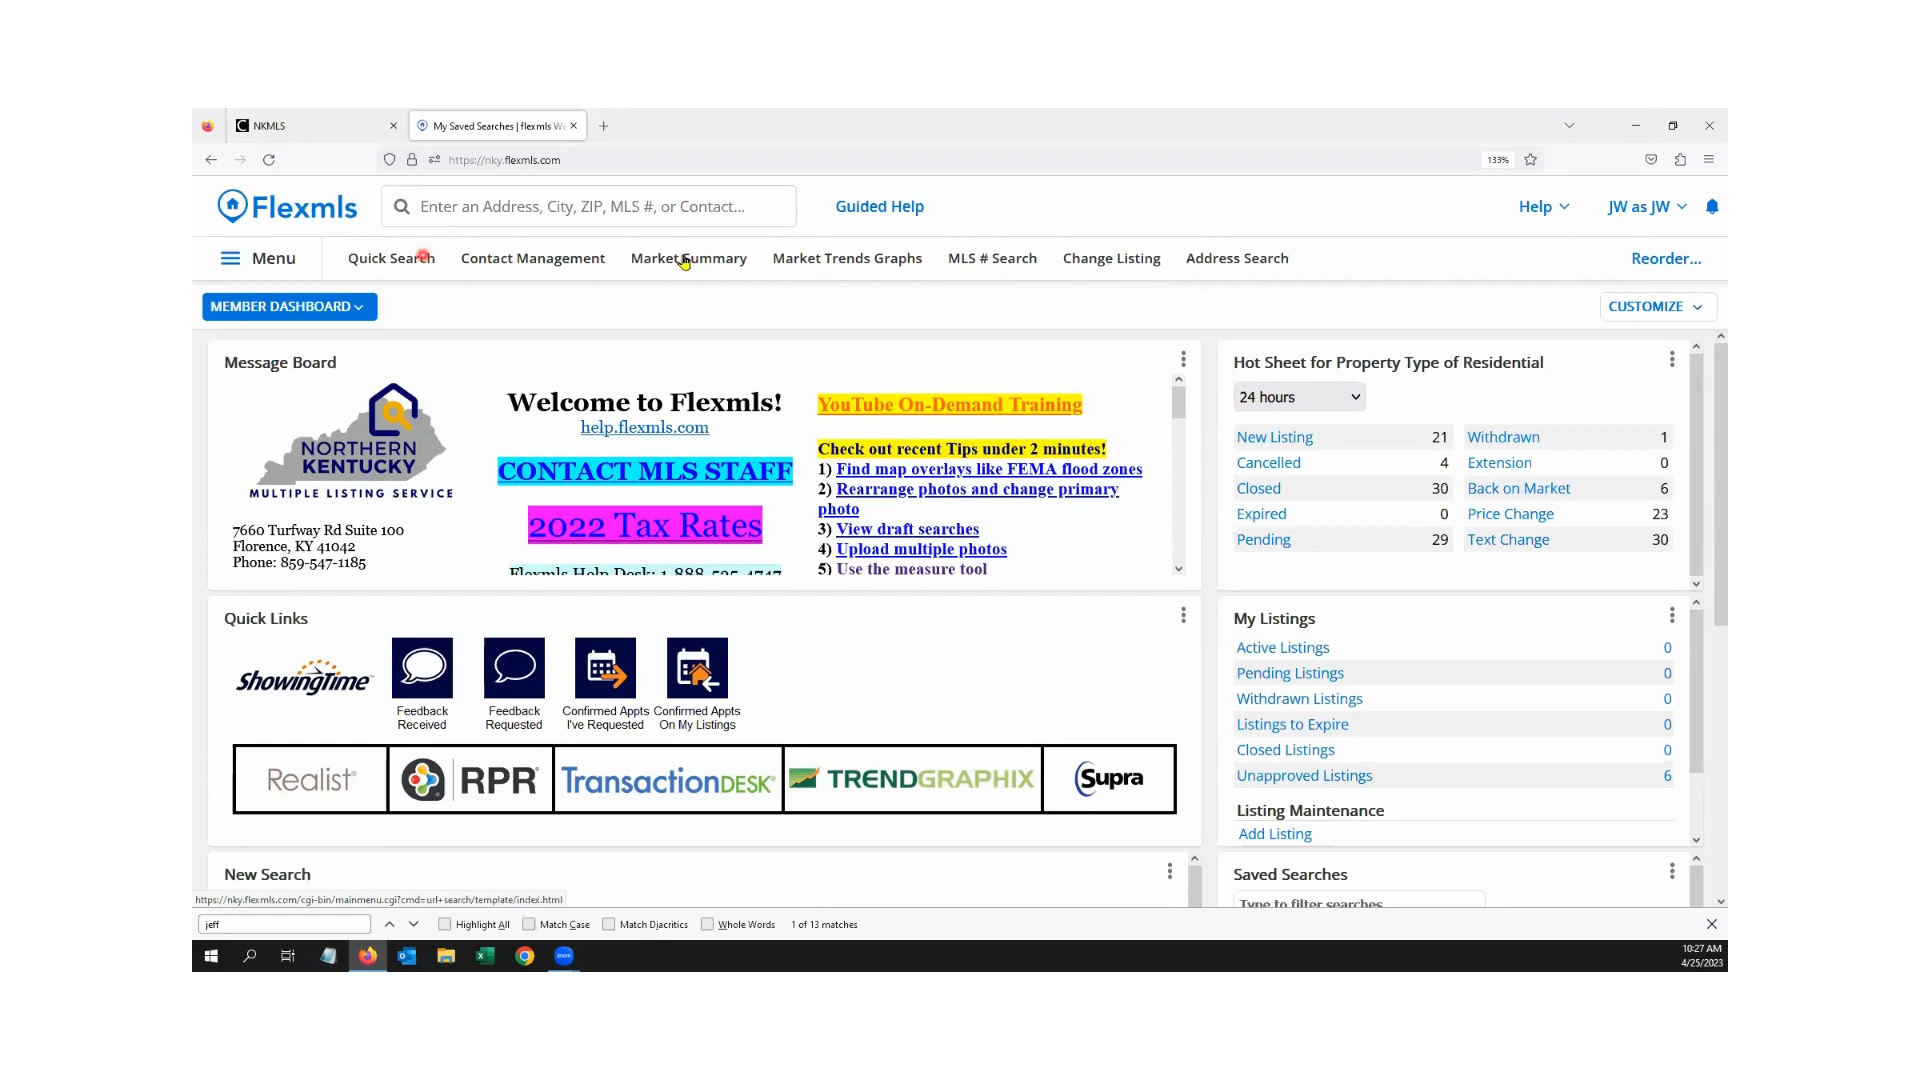 NKMLS
My Saved Searches | flexmls We
https://nky.flexmls.com
133%
Flexmls
Enter an Address, City, ZIP, MLS #, or Contact...
Guided Help
Help
JW as JW
Menu
Quick Search
Contact Management
Market Summary
Market Trends Graphs
MLS # Search
Change Listing
Address Search
Reorder...
MEMBER DASHBOARD
CUSTOMIZE
Message Board
NORTHERN
KENTUCKY
MULTIPLE LISTING SERVICE
7660 Turfway Rd Suite 100
Florence, KY 41042
Phone: 859-547-1185
Welcome to Flexmls!
help.flexmls.com
CONTACT MLS STAFF
2022 Tax Rates
Flexmls Help Desk: 1-888-525-4747
YouTube On-Demand Training
Check out recent Tips under 2 minutes!
1) Find map overlays like FEMA flood zones
2) Rearrange photos and change primary
photo
3) View draft searches
4) Upload multiple photos
5) Use the measure tool
Hot Sheet for Property Type of Residential
24 hours
New Listing 21 Withdrawn 1
Cancelled 4 Extension 0
Closed 30 Back on Market 6
Expired 0 Price Change 23
Pending 29 Text Change 30
Quick Links
ShowingTime
Feedback
Received
Feedback
Requested
Confirmed Appts
I've Requested
Confirmed Appts
On My Listings
Realist®
RPR®
TransactionDESK®
TRENDGRAPHIX
Supra
My Listings
Active Listings 0
Pending Listings 0
Withdrawn Listings 0
Listings to Expire 0
Closed Listings 0
Unapproved Listings 6
Listing Maintenance
Add Listing
New Search
Saved Searches
Type to filter searches
https://nky.flexmls.com/cgi-bin/mainmenu.cgi?cmd=url+search/template/index.html
jeff
Highlight All
Match Case
Match Diacritics
Whole Words
1 of 13 matches
zoom
10:27 AM
4/25/2023